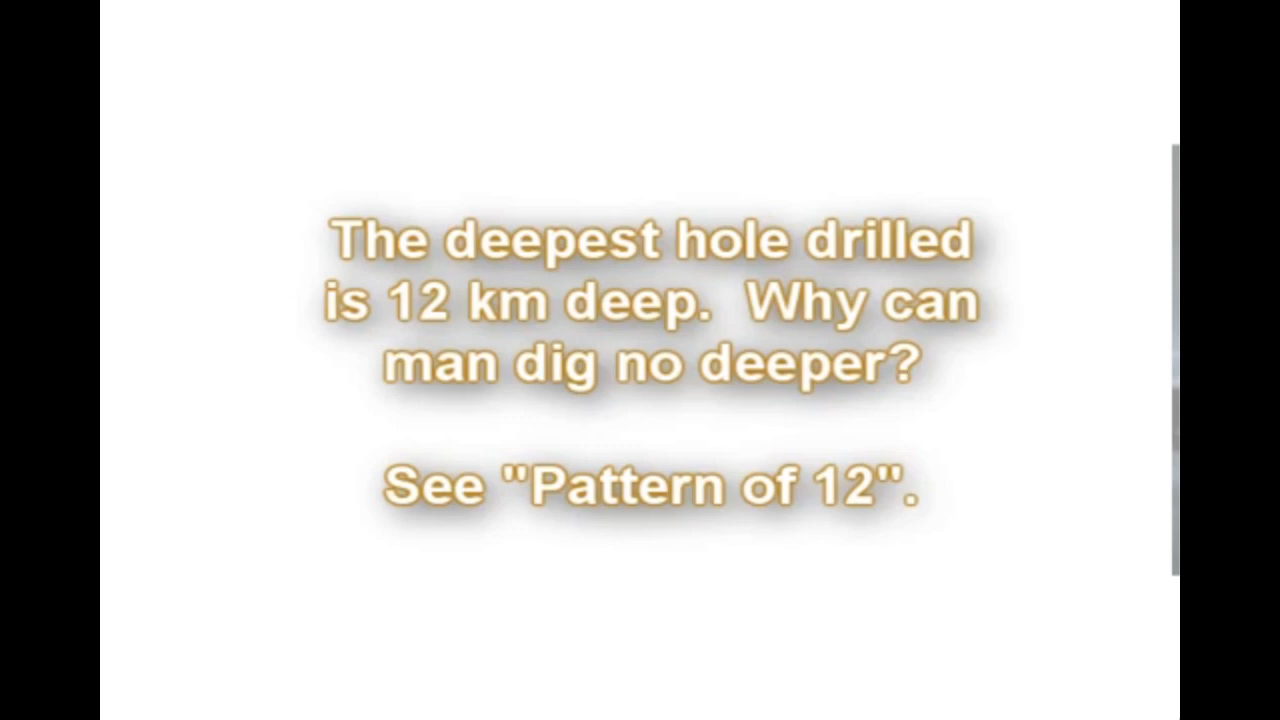 The deepest hole drilled
is 12 km deep.  Why can
man dig no deeper?
See "Pattern of 12".